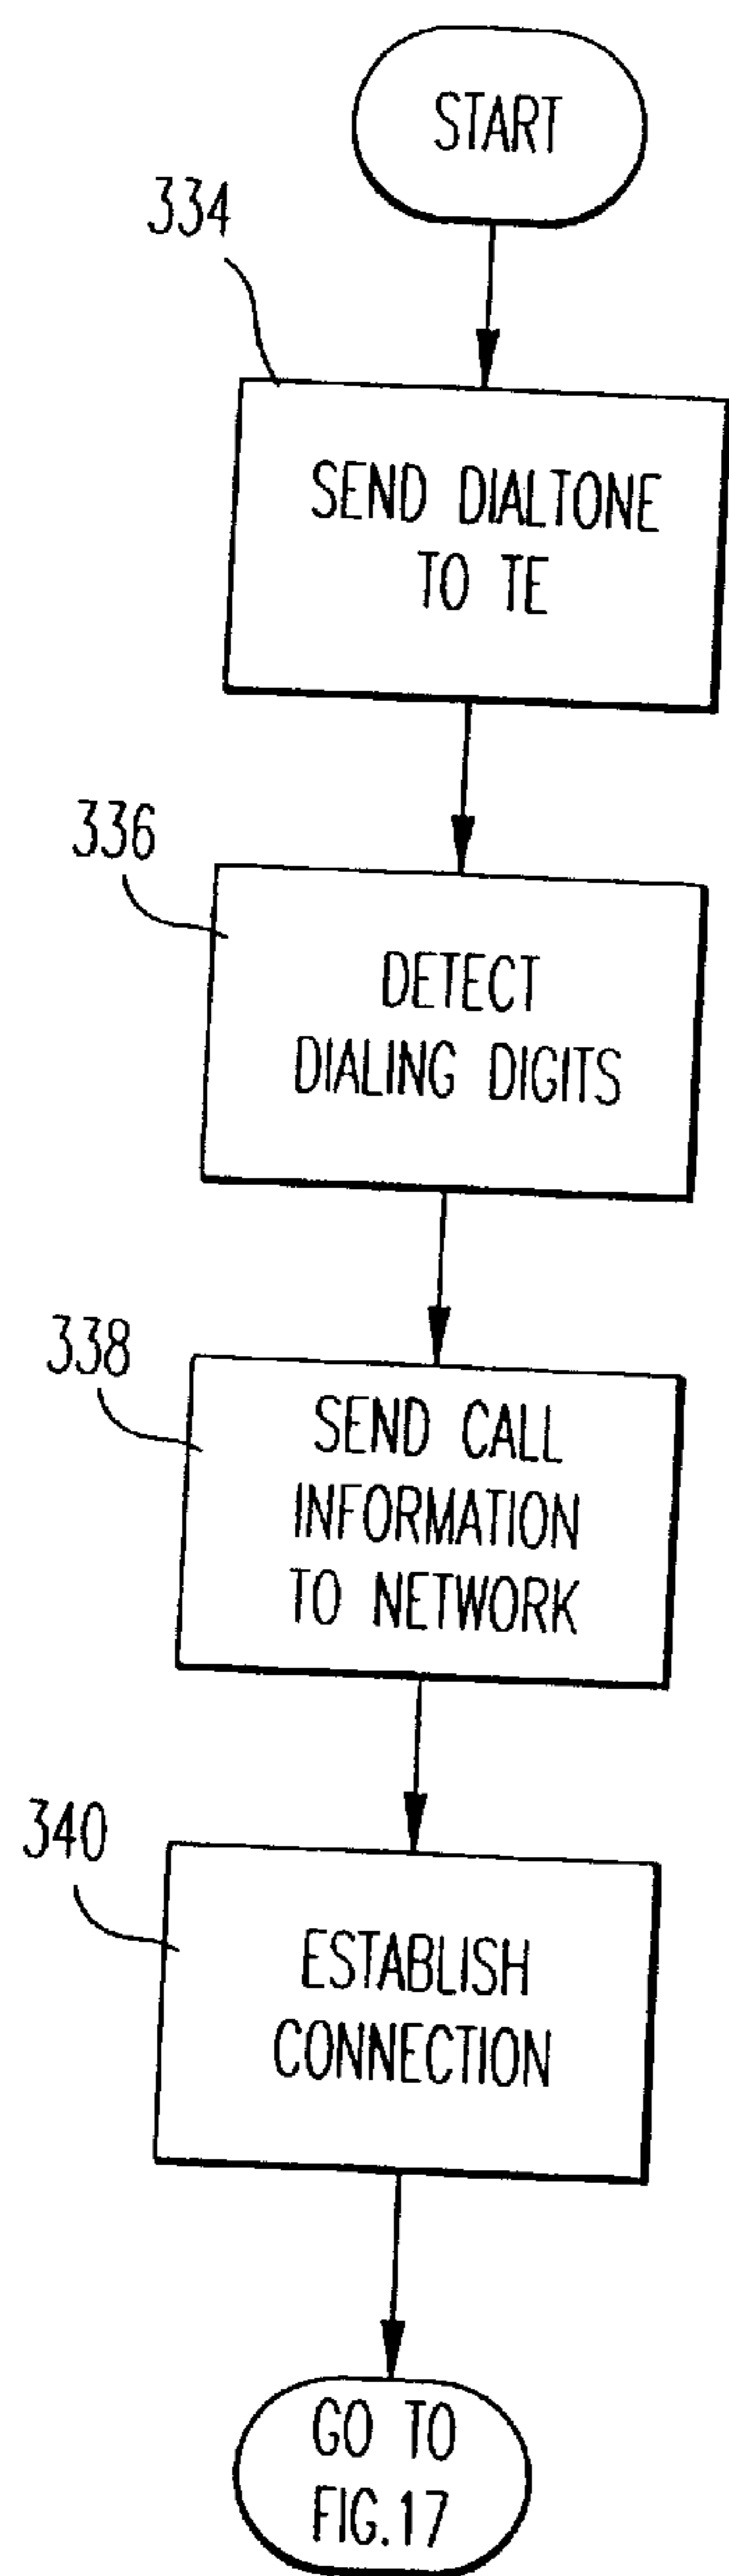 START
334
SEND DIALTONE
TO TE
336
DETECT
DIALING DIGITS
338
SEND CALL
INFORMATION
TO NETWORK
340
ESTABLISH
CONNECTION
GO TO
FIG.17